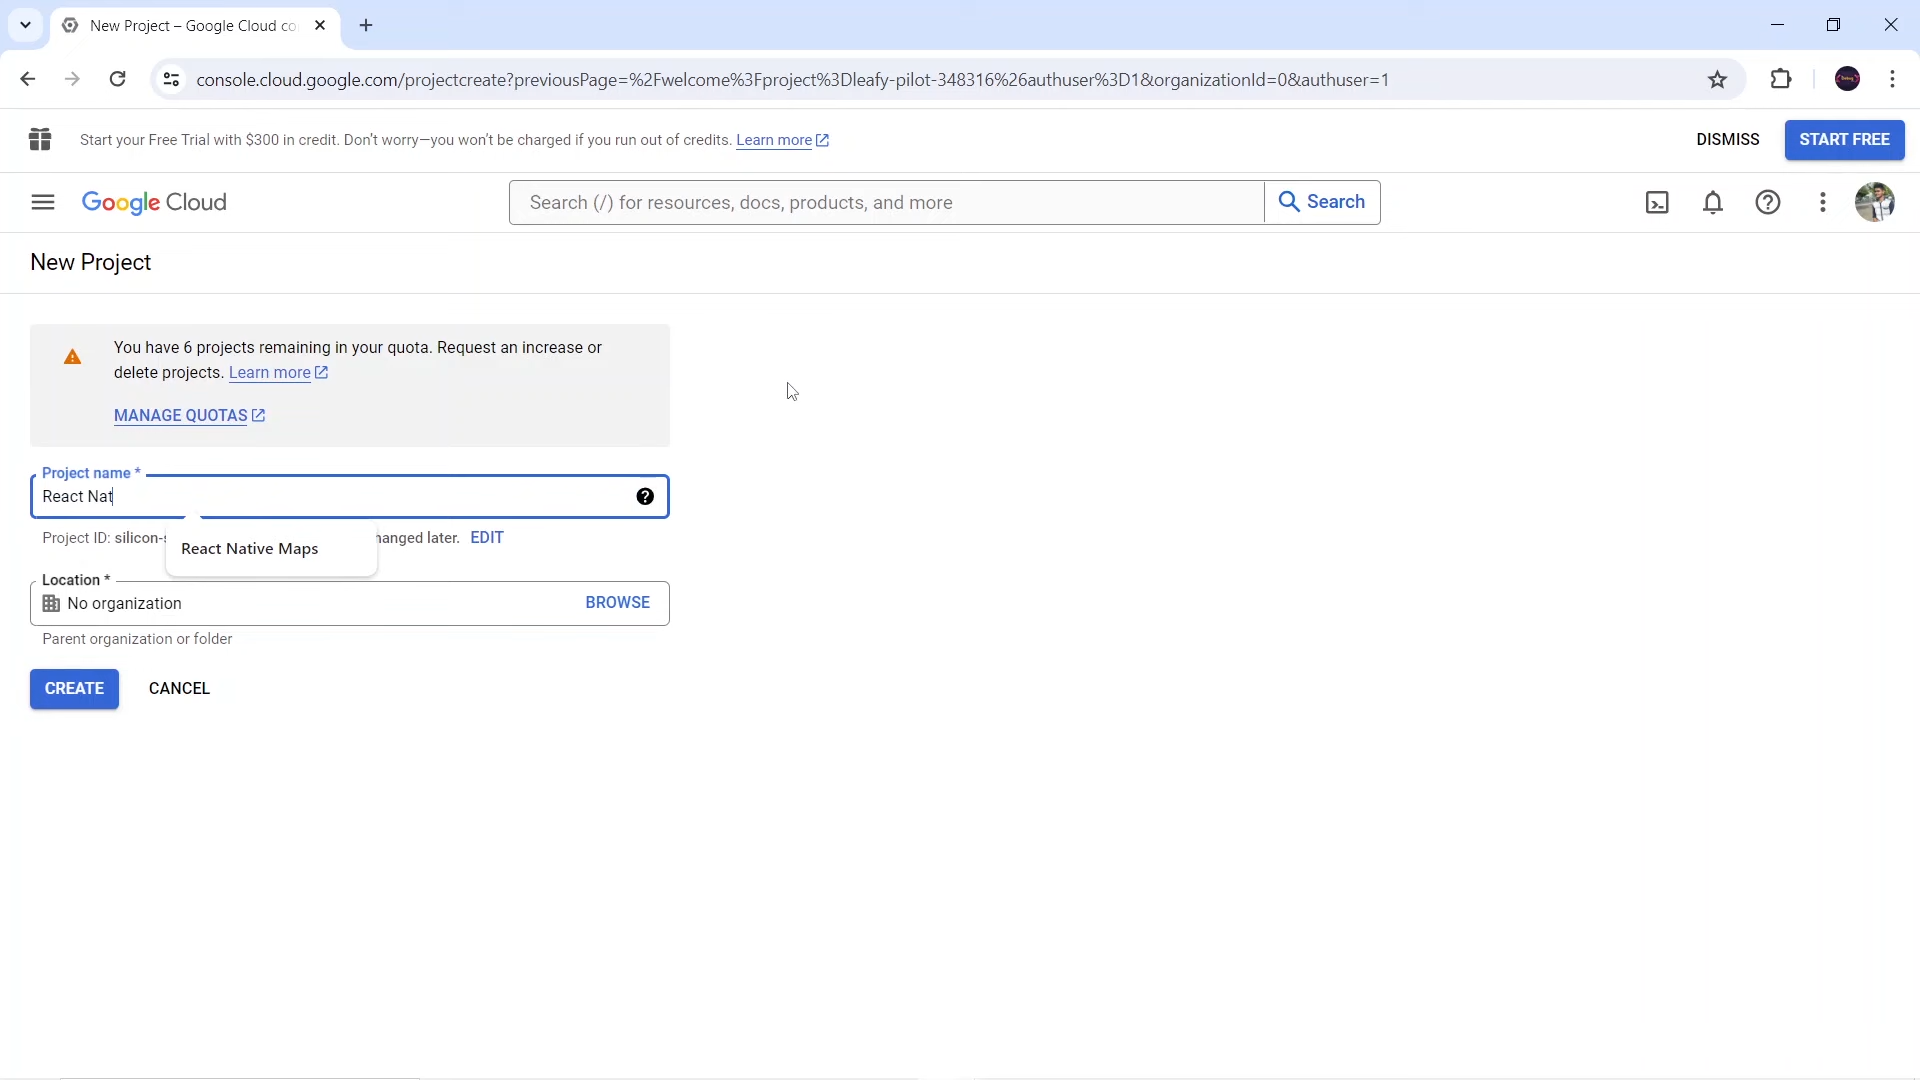 New Project – Google Cloud co
console.cloud.google.com/projectcreate?previousPage=%2Fwelcome%3Fproject%3Dleafy-pilot-348316%26authuser%3D1&organizationId=0&authuser=1
Start your Free Trial with $300 in credit. Don't worry—you won't be charged if you run out of credits. Learn more
DISMISS
START FREE
Google Cloud
Search (/) for resources, docs, products, and more
Search
New Project
You have 6 projects remaining in your quota. Request an increase or
delete projects. Learn more
MANAGE QUOTAS
Project name *
React Nat
Project ID: silicon-s
hanged later. EDIT
React Native Maps
Location *
No organization
BROWSE
Parent organization or folder
CREATE
CANCEL